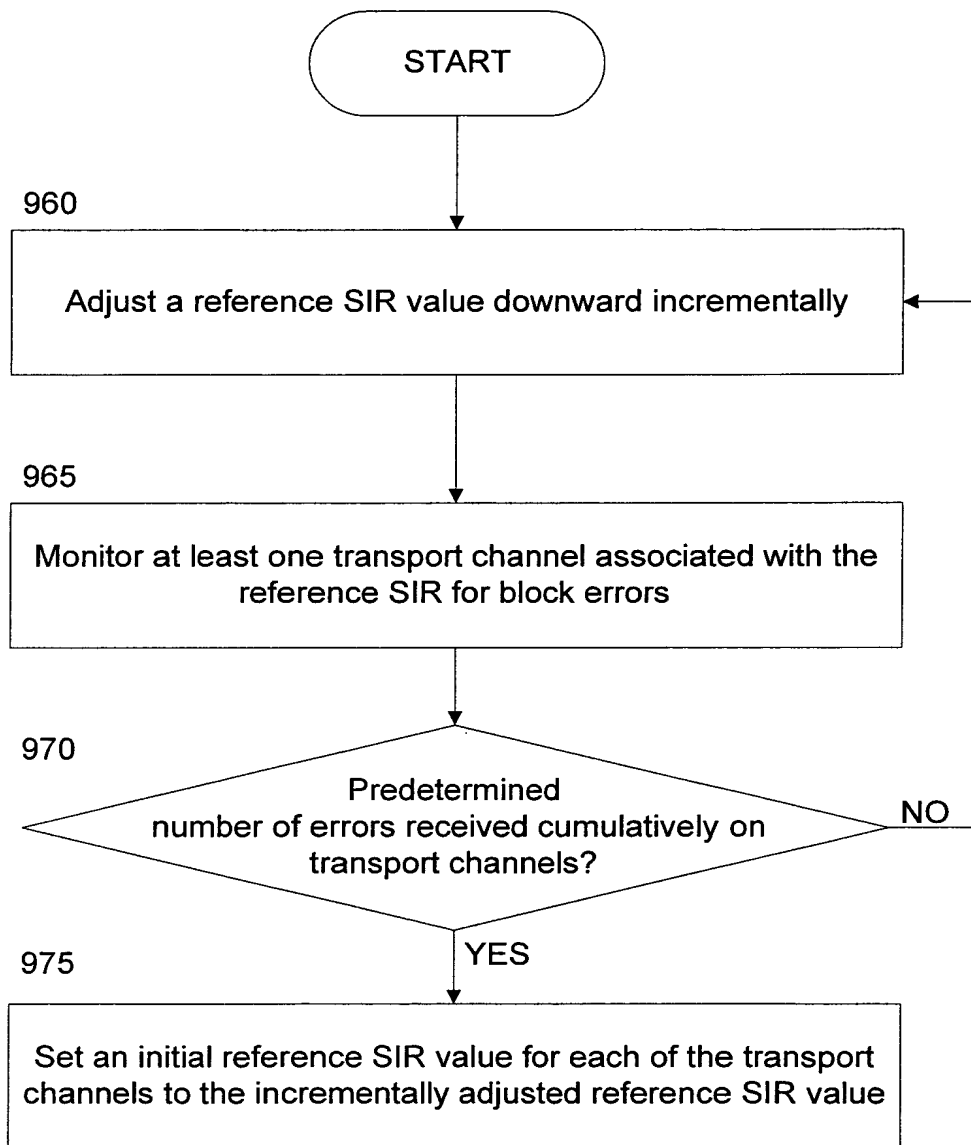 START
960
Adjust a reference SIR value downward incrementally
965
Monitor at least one transport channel associated with the
reference SIR for block errors
970
Predetermined
number of errors received cumulatively on
transport channels?
NO
YES
975
Set an initial reference SIR value for each of the transport
channels to the incrementally adjusted reference SIR value